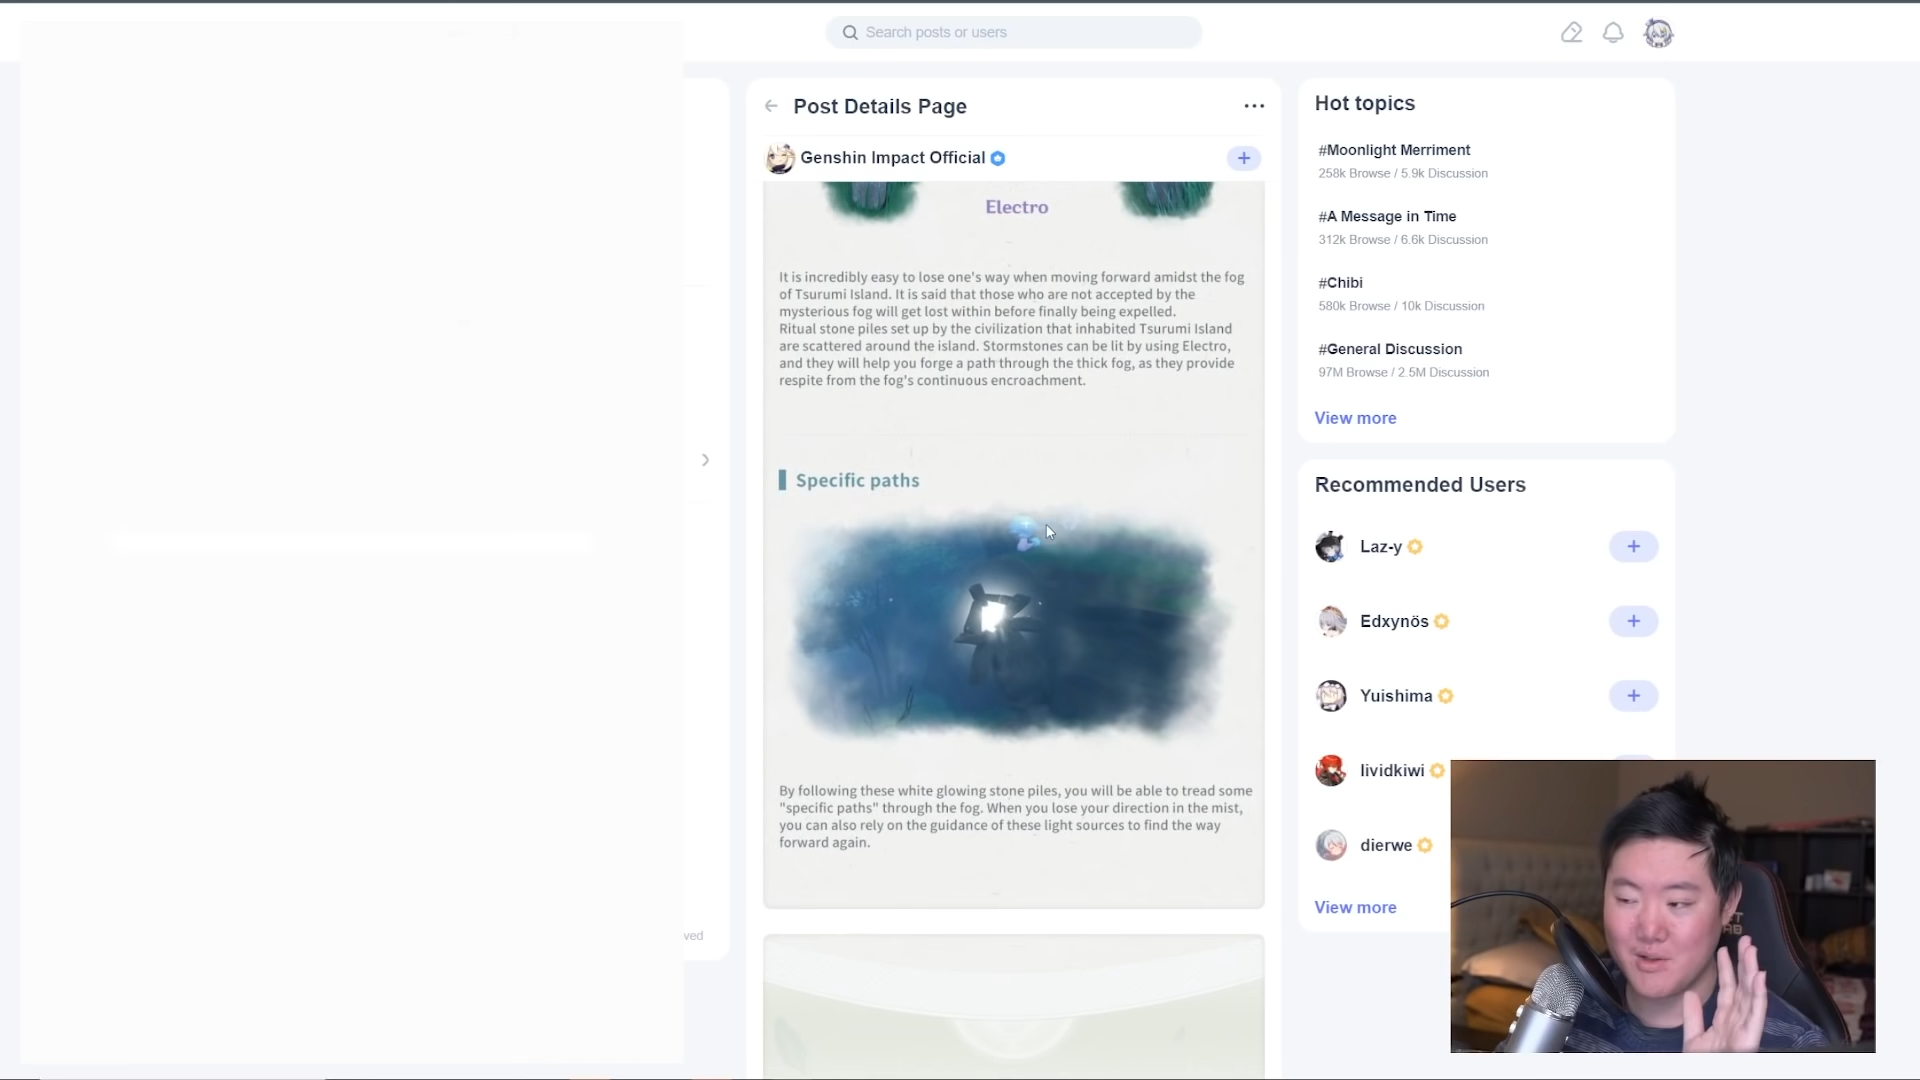 Search posts or users
Post Details Page
Genshin Impact Official
Electro
It is incredibly easy to lose one's way when moving forward amidst the fog
of Tsurumi Island. It is said that those who are not accepted by the
mysterious fog will get lost within before finally being expelled.
Ritual stone piles set up by the civilization that inhabited Tsurumi Island
are scattered around the island. Stormstones can be lit by using Electro,
and they will help you forge a path through the thick fog, as they provide
respite from the fog's continuous encroachment.
Specific paths
By following these white glowing stone piles, you will be able to tread some
"specific paths" through the fog. When you lose your direction in the mist,
you can also rely on the guidance of these light sources to find the way
forward again.
ved
Hot topics
#Moonlight Merriment
258k Browse / 5.9k Discussion
#A Message in Time
312k Browse / 6.6k Discussion
#Chibi
580k Browse / 10k Discussion
#General Discussion
97M Browse / 2.5M Discussion
View more
Recommended Users
Laz-y
Edxynös
Yuishima
lividkiwi
dierwe
View more